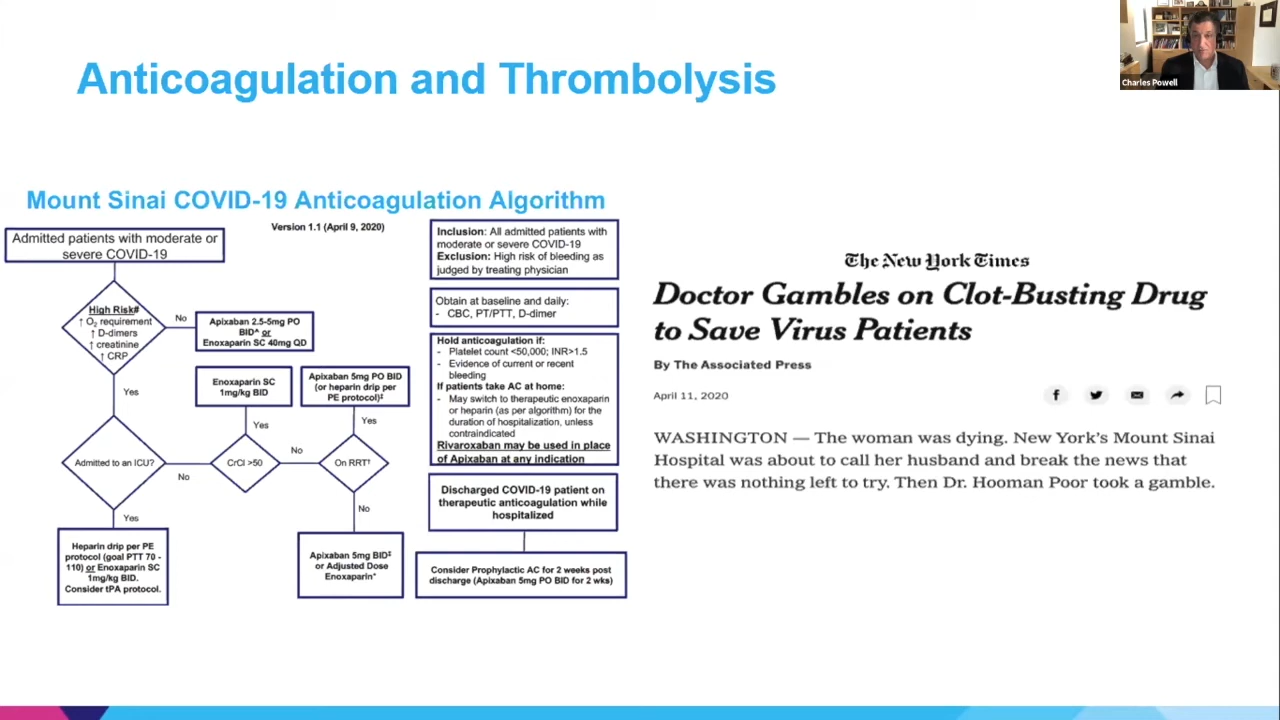 Charles Powell
Anticoagulation and Thrombolysis
Mount Sinai COVID-19 Anticoagulation Algorithm
Version 1.1 (April 9, 2020)
Admitted patients with moderate or
severe COVID-19
High Risk#
↑ O₂ requirement
↑ D-dimers
↑ creatinine
↑ CRP
No
Apixaban 2.5-5mg PO
BID^ or
Enoxaparin SC 40mg QD
Yes
Admitted to an ICU?
No
Yes
Heparin drip per PE
protocol (goal PTT 70 -
110) or Enoxaparin SC
1mg/kg BID.
Consider tPA protocol.
Enoxaparin SC
1mg/kg BID
Yes
CrCl >50
No
Apixaban 5mg PO BID
(or heparin drip per
PE protocol)‡
Yes
On RRT†
No
Apixaban 5mg BID‡
or Adjusted Dose
Enoxaparin*
Inclusion: All admitted patients with
moderate or severe COVID-19
Exclusion: High risk of bleeding as
judged by treating physician
Obtain at baseline and daily:
- CBC, PT/PTT, D-dimer
Hold anticoagulation if:
- Platelet count <50,000; INR>1.5
- Evidence of current or recent
bleeding
If patients take AC at home:
- May switch to therapeutic enoxaparin
or heparin (as per algorithm) for the
duration of hospitalization, unless
contraindicated
Rivaroxaban may be used in place
of Apixaban at any indication
Discharged COVID-19 patient on
therapeutic anticoagulation while
hospitalized
Consider Prophylactic AC for 2 weeks post
discharge (Apixaban 5mg PO BID for 2 wks)
The New York Times
Doctor Gambles on Clot-Busting Drug
to Save Virus Patients
By The Associated Press
April 11, 2020
WASHINGTON — The woman was dying. New York's Mount Sinai
Hospital was about to call her husband and break the news that
there was nothing left to try. Then Dr. Hooman Poor took a gamble.